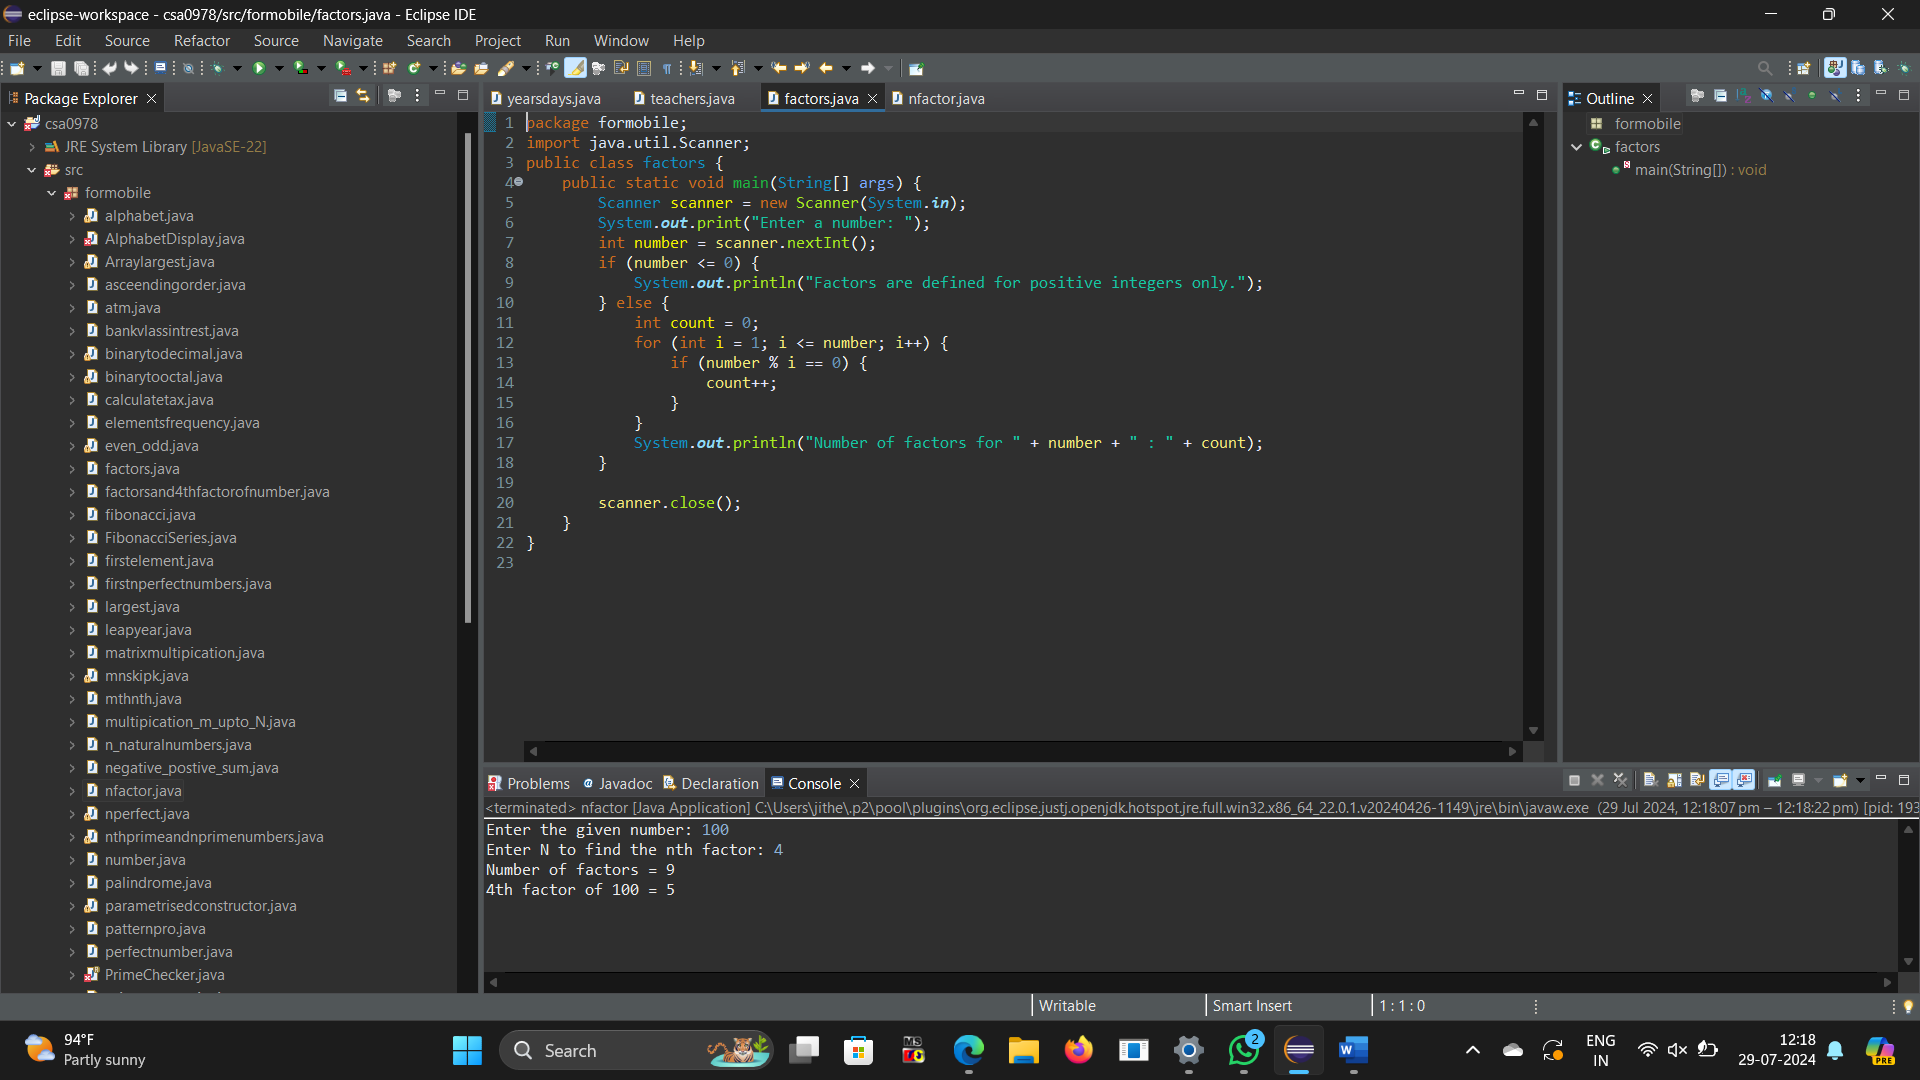 eclipse-workspace - csa0978/src/formobile/factors.java - Eclipse IDE
File Edit Source Refactor Source Navigate Search Project Run Window Help
Package Explorer
csa0978
JRE System Library [JavaSE-22]
src
formobile
alphabet.java
AlphabetDisplay.java
Arraylargest.java
asceendingorder.java
atm.java
bankvlassintrest.java
binarytodecimal.java
binarytooctal.java
calculatetax.java
elementsfrequency.java
even_odd.java
factors.java
factorsand4thfactorofnumber.java
fibonacci.java
FibonacciSeries.java
firstelement.java
firstnperfectnumbers.java
largest.java
leapyear.java
matrixmultipication.java
mnskipk.java
mthnth.java
multipication_m_upto_N.java
n_naturalnumbers.java
negative_postive_sum.java
nfactor.java
nperfect.java
nthprimeandnprimenumbers.java
number.java
palindrome.java
parametrisedconstructor.java
patternpro.java
perfectnumber.java
PrimeChecker.java
yearsdays.java teachers.java factors.java nfactor.java
1 package formobile;
2 import java.util.Scanner;
3 public class factors {
4 public static void main(String[] args) {
5 Scanner scanner = new Scanner(System.in);
6 System.out.print("Enter a number: ");
7 int number = scanner.nextInt();
8 if (number <= 0) {
9 System.out.println("Factors are defined for positive integers only.");
10 } else {
11 int count = 0;
12 for (int i = 1; i <= number; i++) {
13 if (number % i == 0) {
14 count++;
15 }
16 }
17 System.out.println("Number of factors for " + number + " : " + count);
18 }
19
20 scanner.close();
21 }
22 }
23
Outline
formobile
factors
main(String[]) : void
Problems Javadoc Declaration Console
<terminated> nfactor [Java Application] C:\Users\jithe\.p2\pool\plugins\org.eclipse.justj.openjdk.hotspot.jre.full.win32.x86_64_22.0.1.v20240426-1149\jre\bin\javaw.exe (29 Jul 2024, 12:18:07 pm – 12:18:22 pm) [pid: 193
Enter the given number: 100
Enter N to find the nth factor: 4
Number of factors = 9
4th factor of 100 = 5
Writable Smart Insert 1 : 1 : 0
94°F
Partly sunny
Search
2
ENG
IN
12:18
29-07-2024
PRE